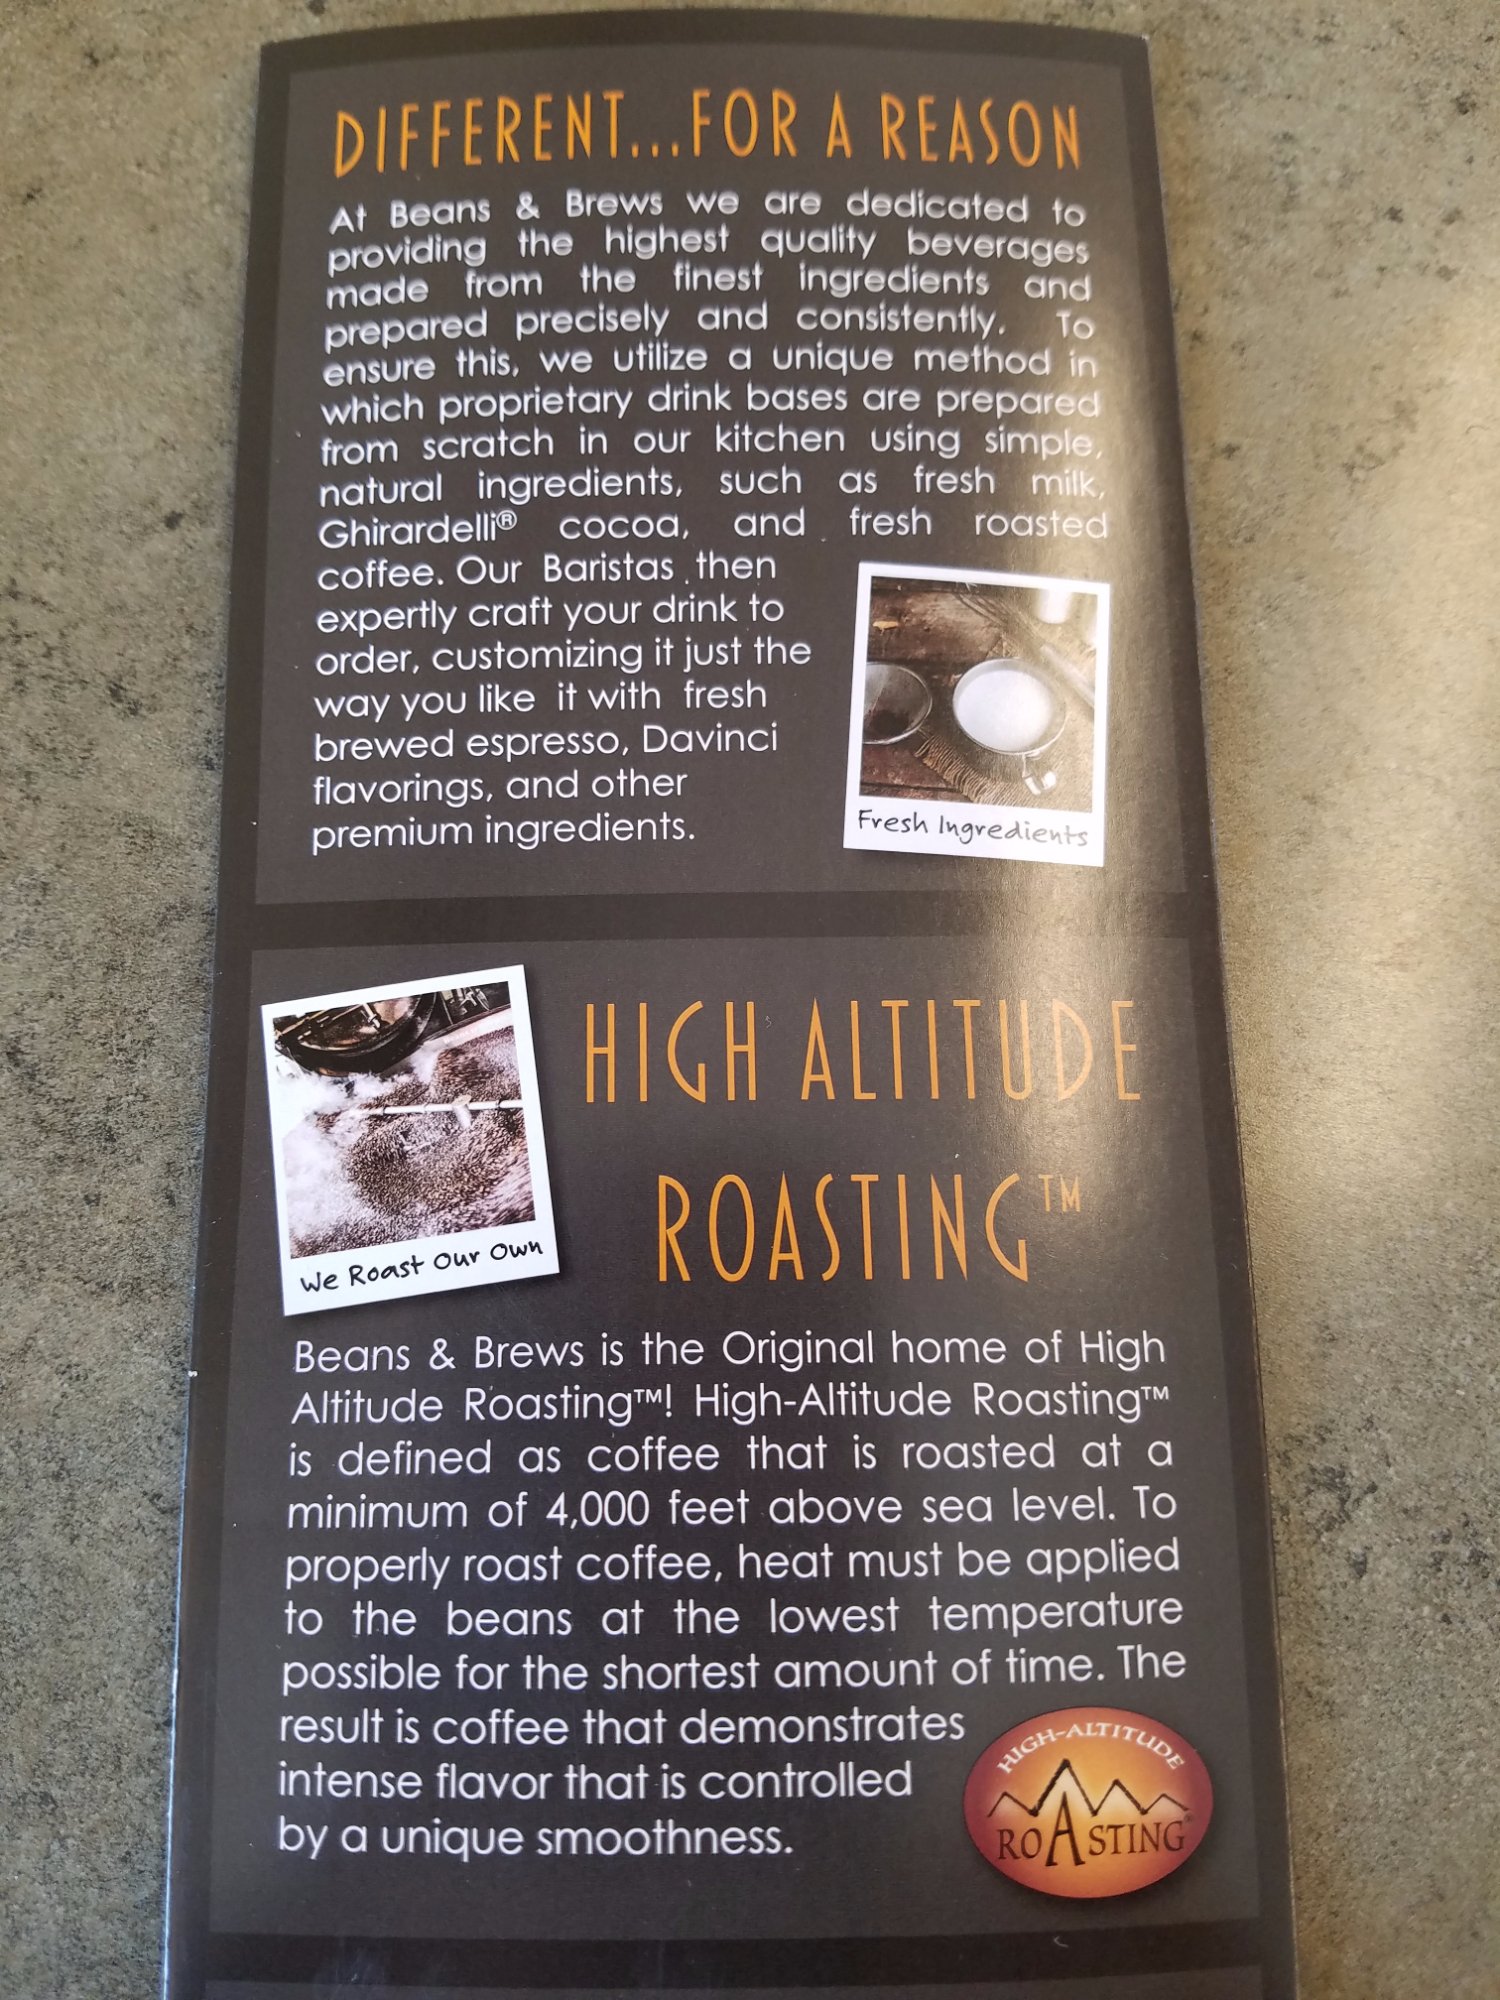 DIFFERENT...FOR A REASON
At Beans & Brews we are dedicated to
providing the highest quality beverages
made from the finest ingredients and
prepared precisely and consistently. To
ensure this, we utilize a unique method in
which proprietary drink bases are prepared
from scratch in our kitchen using simple,
natural ingredients, such as fresh milk,
Ghirardelli® cocoa, and fresh roasted
coffee. Our Baristas then
expertly craft your drink to
order, customizing it just the
way you like it with fresh
brewed espresso, Davinci
flavorings, and other
premium ingredients.
Fresh Ingredients
We Roast Our Own
HIGH ALTITUDE
ROASTING™
Beans & Brews is the Original home of High
Altitude Roasting™! High-Altitude Roasting™
is defined as coffee that is roasted at a
minimum of 4,000 feet above sea level. To
properly roast coffee, heat must be applied
to the beans at the lowest temperature
possible for the shortest amount of time. The
result is coffee that demonstrates
intense flavor that is controlled
by a unique smoothness.
HIGH-ALTITUDE
ROASTING®